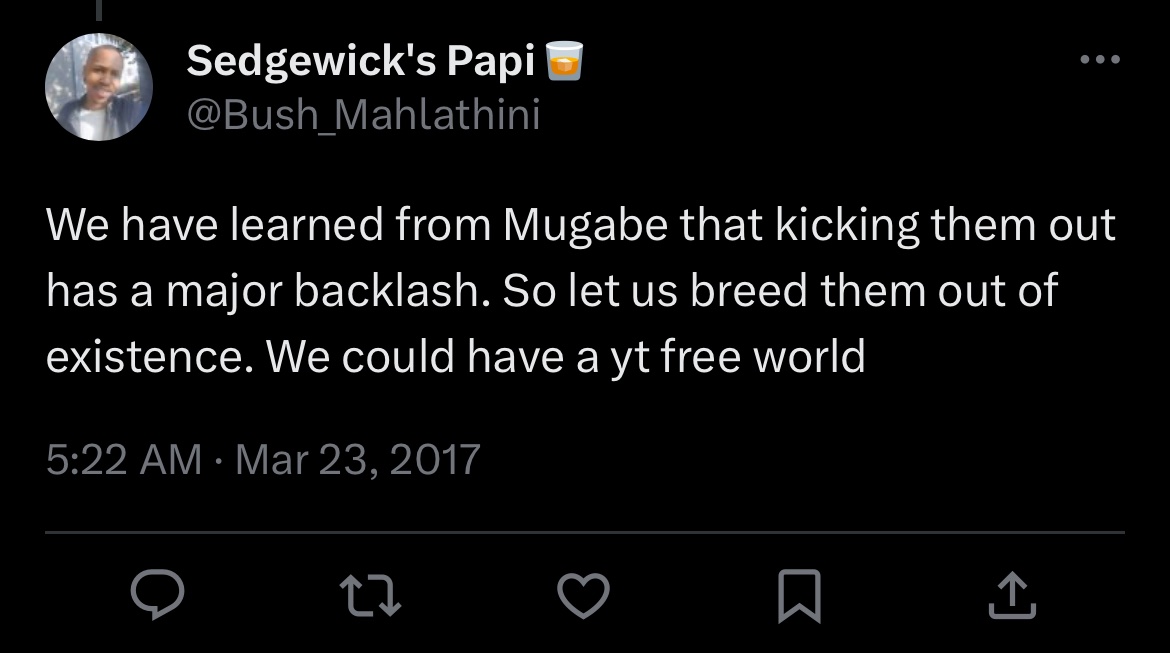 Sedgewick's Papi🥃
@Bush_Mahlathini
We have learned from Mugabe that kicking them out
has a major backlash. So let us breed them out of
existence. We could have a yt free world
5:22 AM · Mar 23, 2017